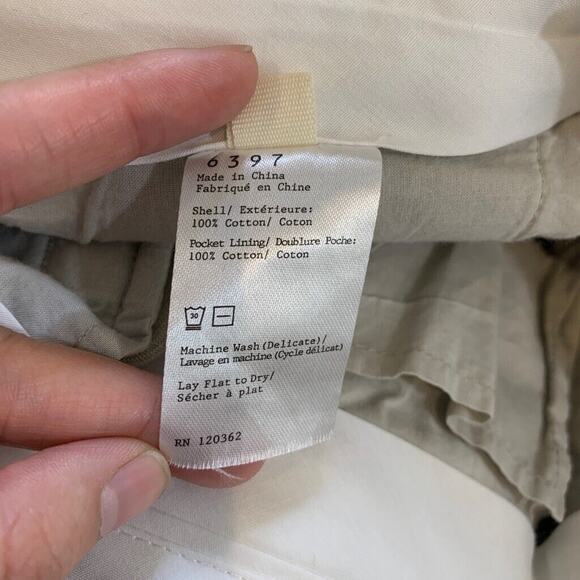 6397
Made in China
Fabriqué en Chine
Shell/ Extérieure:
100% Cotton/ Coton
Pocket Lining/ Doublure Poche:
100% Cotton/ Coton
30
Machine Wash (Delicate)/
Lavage en machine (Cycle délicat)
Lay Flat to Dry/
Sécher à plat
RN 120362